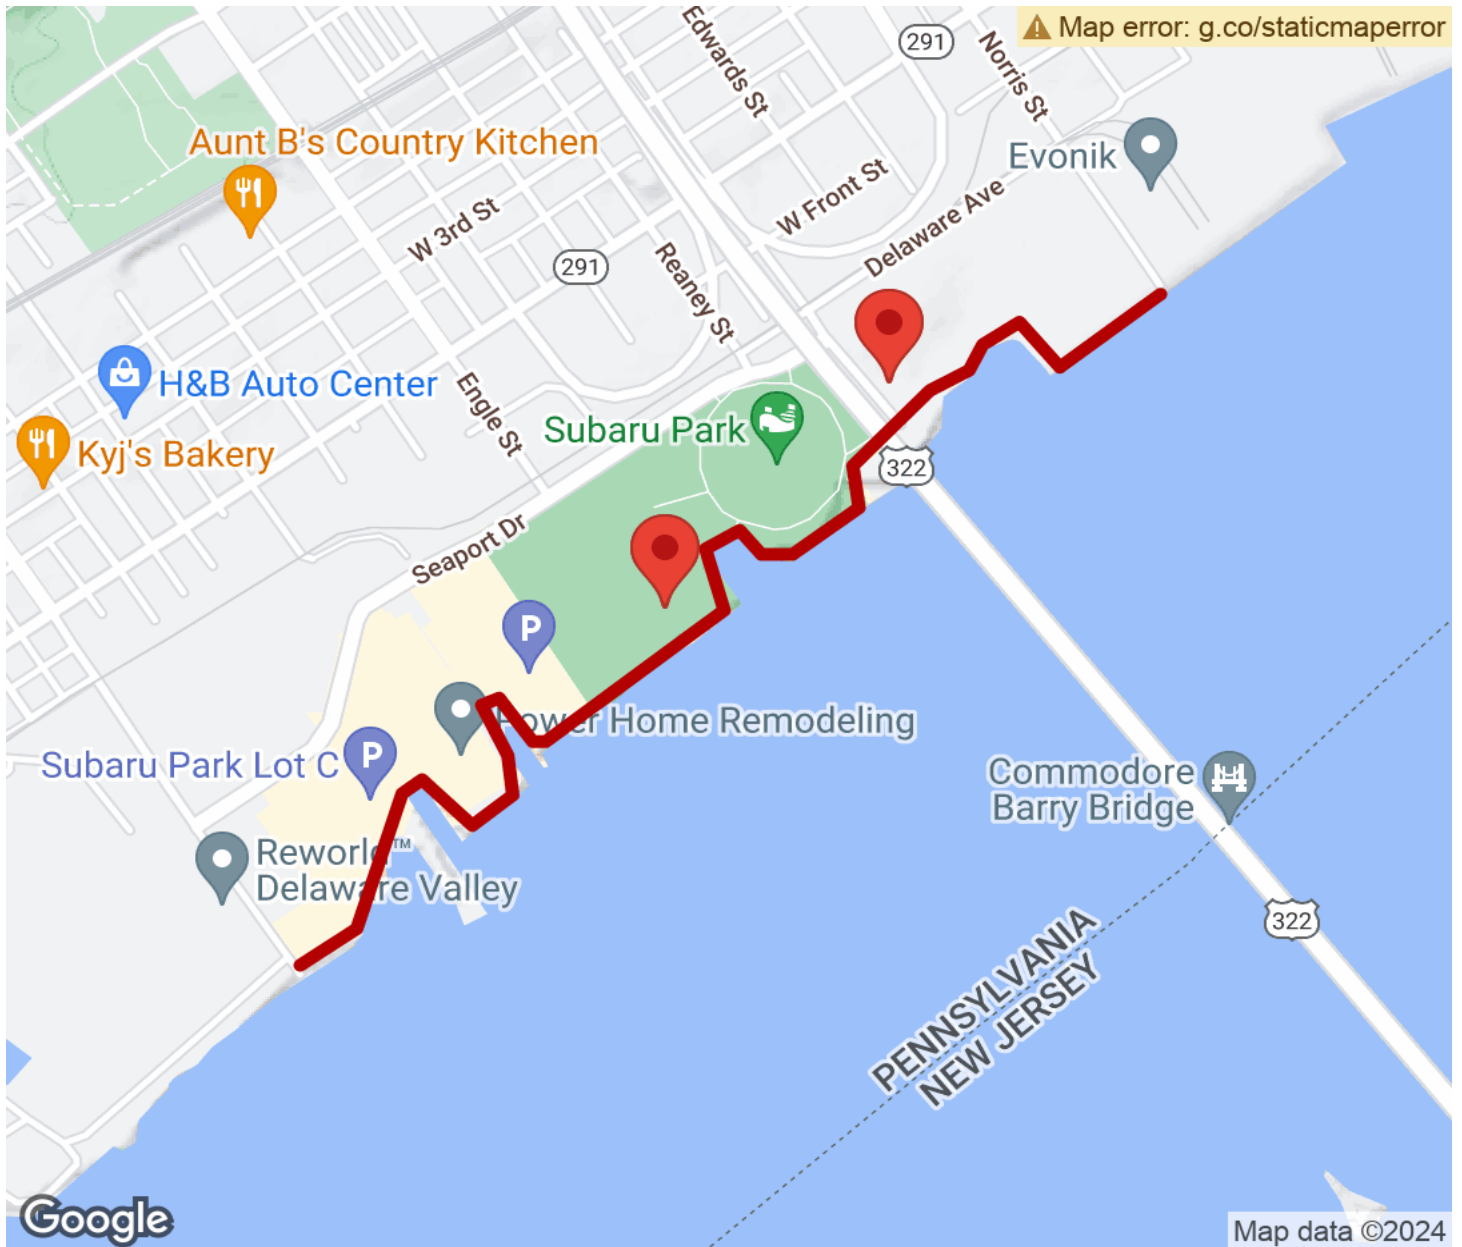 Map error: g.co/staticmaperror
Edwards St
291
Norris St
Aunt B's Country Kitchen
Evonik
W Front St
W 3rd St
Delaware Ave
291
Reaney St
H&B Auto Center
Engle St
Subaru Park
Kyj's Bakery
322
Seaport Dr
P
Power Home Remodeling
Subaru Park Lot C
P
Commodore
Barry Bridge
Reworld™
Delaware Valley
322
PENNSYLVANIA
NEW JERSEY
Google
Map data ©2024